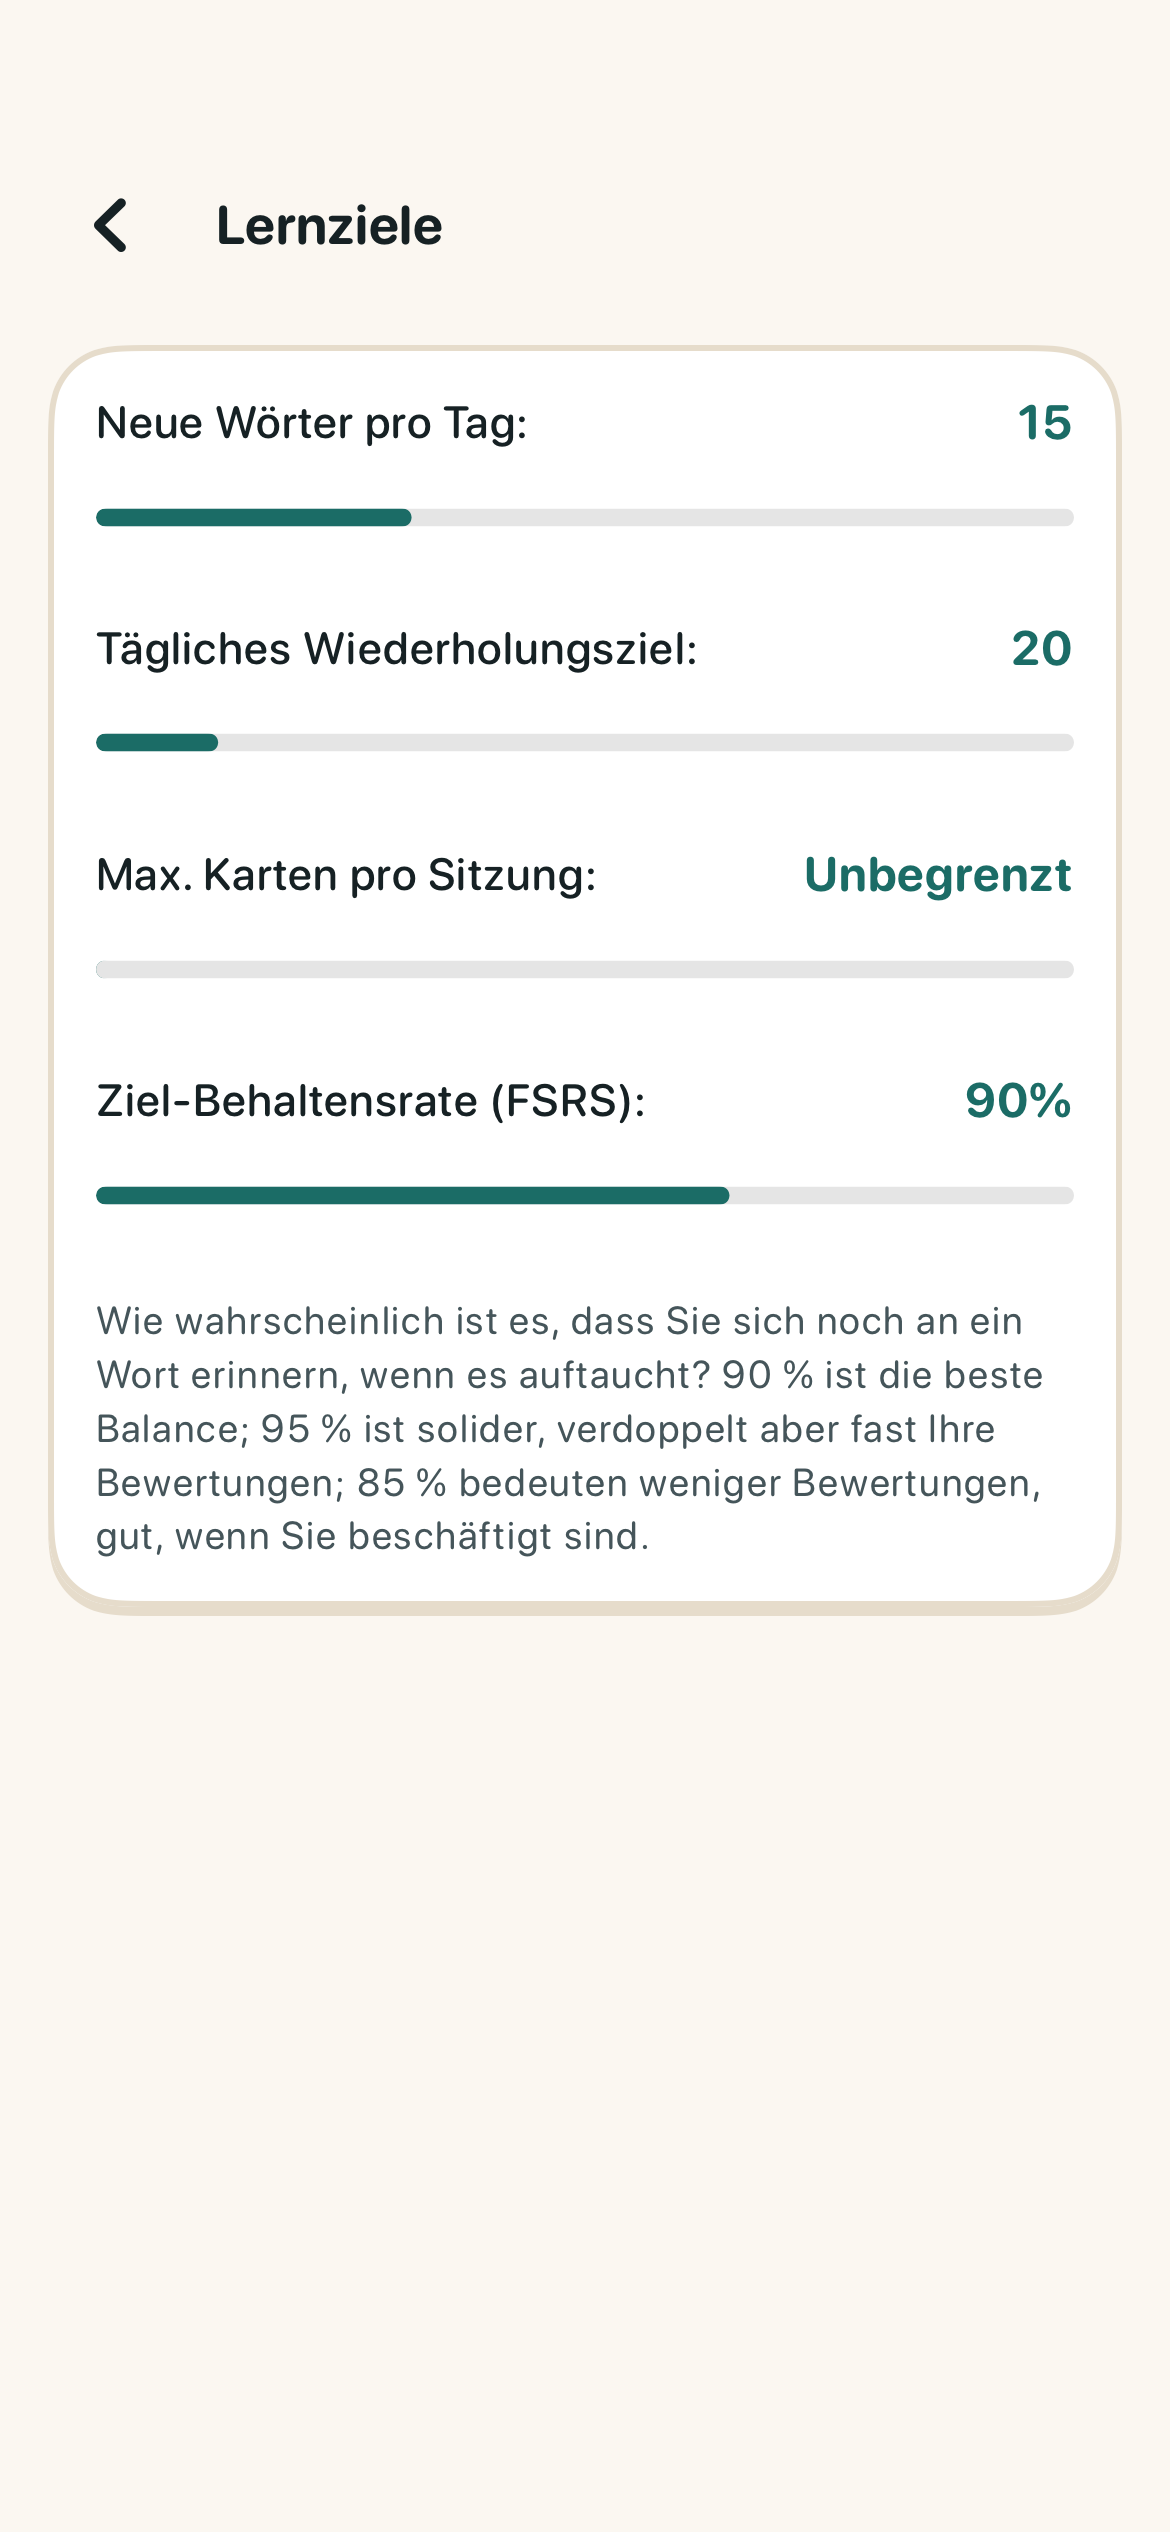 Lernziele
Neue Wörter pro Tag: 15
Tägliches Wiederholungsziel: 20
Max. Karten pro Sitzung: Unbegrenzt
Ziel-Behaltensrate (FSRS): 90%
Wie wahrscheinlich ist es, dass Sie sich noch an ein
Wort erinnern, wenn es auftaucht? 90 % ist die beste
Balance; 95 % ist solider, verdoppelt aber fast Ihre
Bewertungen; 85 % bedeuten weniger Bewertungen,
gut, wenn Sie beschäftigt sind.